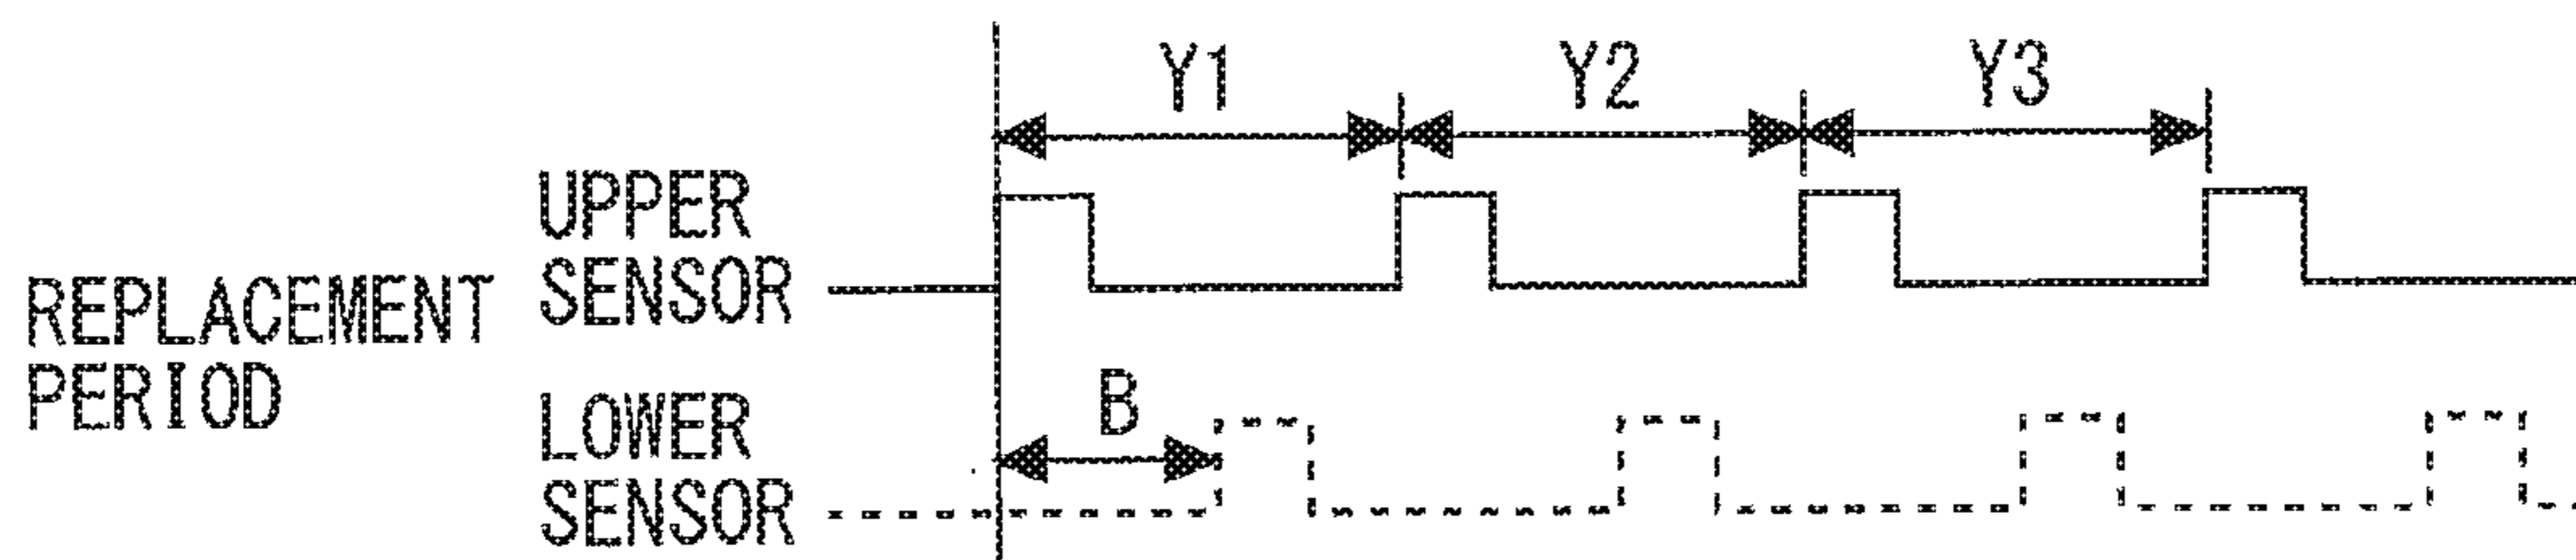 Y1 Y2 Y3
UPPER
SENSOR
REPLACEMENT
PERIOD
B
LOWER
SENSOR